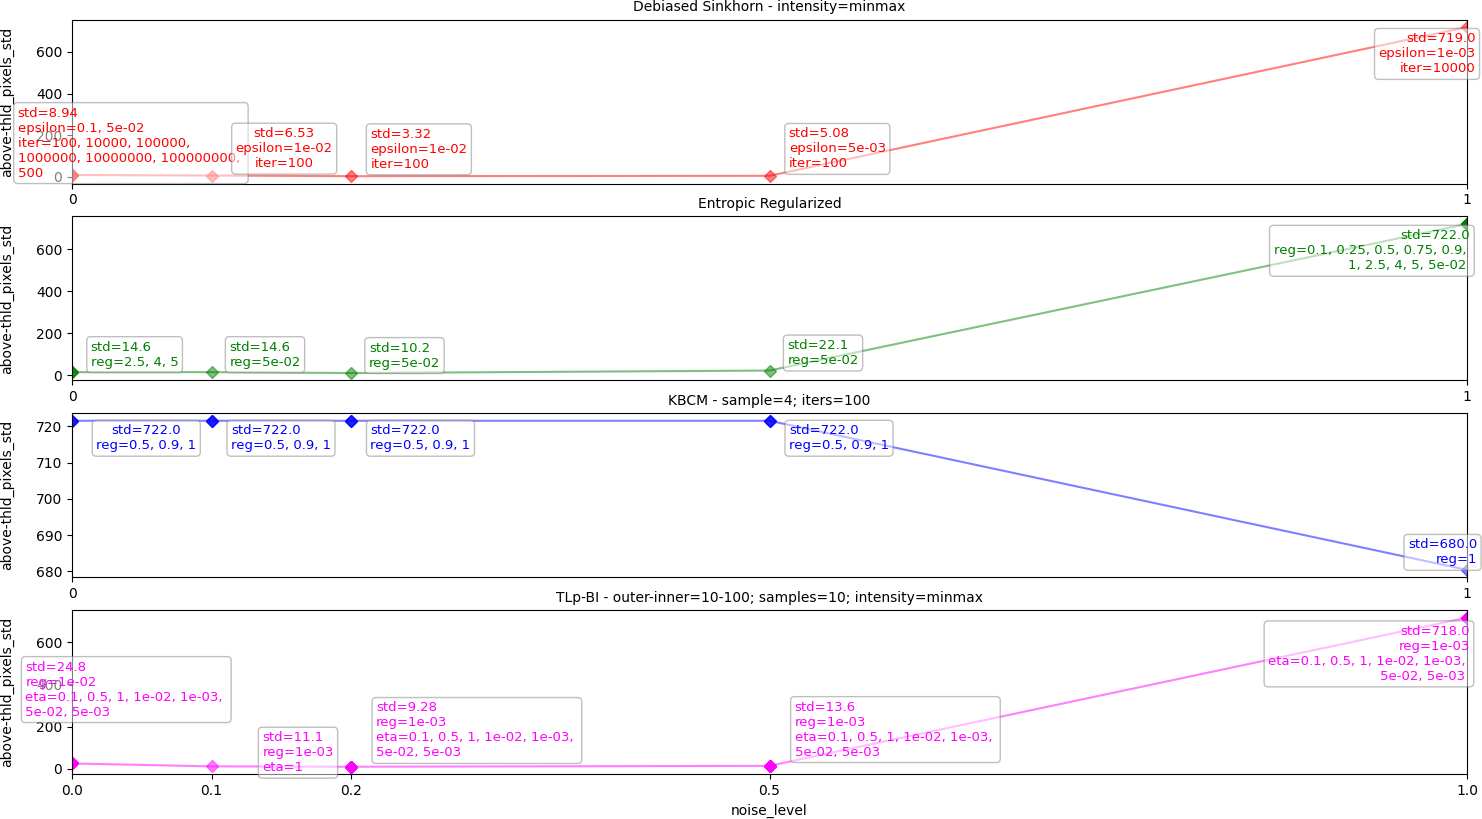 Debiased Sinkhorn - intensity=minmax
above-thld_pixels_std
600
400
200
0
std=8.94
epsilon=0.1, 5e-02
iter=100, 10000, 100000,
1000000, 10000000, 100000000,
500
std=6.53
epsilon=1e-02
iter=100
std=3.32
epsilon=1e-02
iter=100
std=5.08
epsilon=5e-03
iter=100
std=719.0
epsilon=1e-03
iter=10000
0
1
Entropic Regularized
above-thld_pixels_std
600
400
200
0
std=14.6
reg=2.5, 4, 5
std=14.6
reg=5e-02
std=10.2
reg=5e-02
std=22.1
reg=5e-02
std=722.0
reg=0.1, 0.25, 0.5, 0.75, 0.9,
1, 2.5, 4, 5, 5e-02
0
1
KBCM - sample=4; iters=100
above-thld_pixels_std
720
710
700
690
680
std=722.0
reg=0.5, 0.9, 1
std=722.0
reg=0.5, 0.9, 1
std=722.0
reg=0.5, 0.9, 1
std=722.0
reg=0.5, 0.9, 1
std=680.0
reg=1
0
1
TLp-BI - outer-inner=10-100; samples=10; intensity=minmax
above-thld_pixels_std
600
400
200
0
std=24.8
reg=1e-02
eta=0.1, 0.5, 1, 1e-02, 1e-03,
5e-02, 5e-03
std=11.1
reg=1e-03
eta=1
std=9.28
reg=1e-03
eta=0.1, 0.5, 1, 1e-02, 1e-03,
5e-02, 5e-03
std=13.6
reg=1e-03
eta=0.1, 0.5, 1, 1e-02, 1e-03,
5e-02, 5e-03
std=718.0
reg=1e-03
eta=0.1, 0.5, 1, 1e-02, 1e-03,
5e-02, 5e-03
0.0
0.1
0.2
0.5
1.0
noise_level